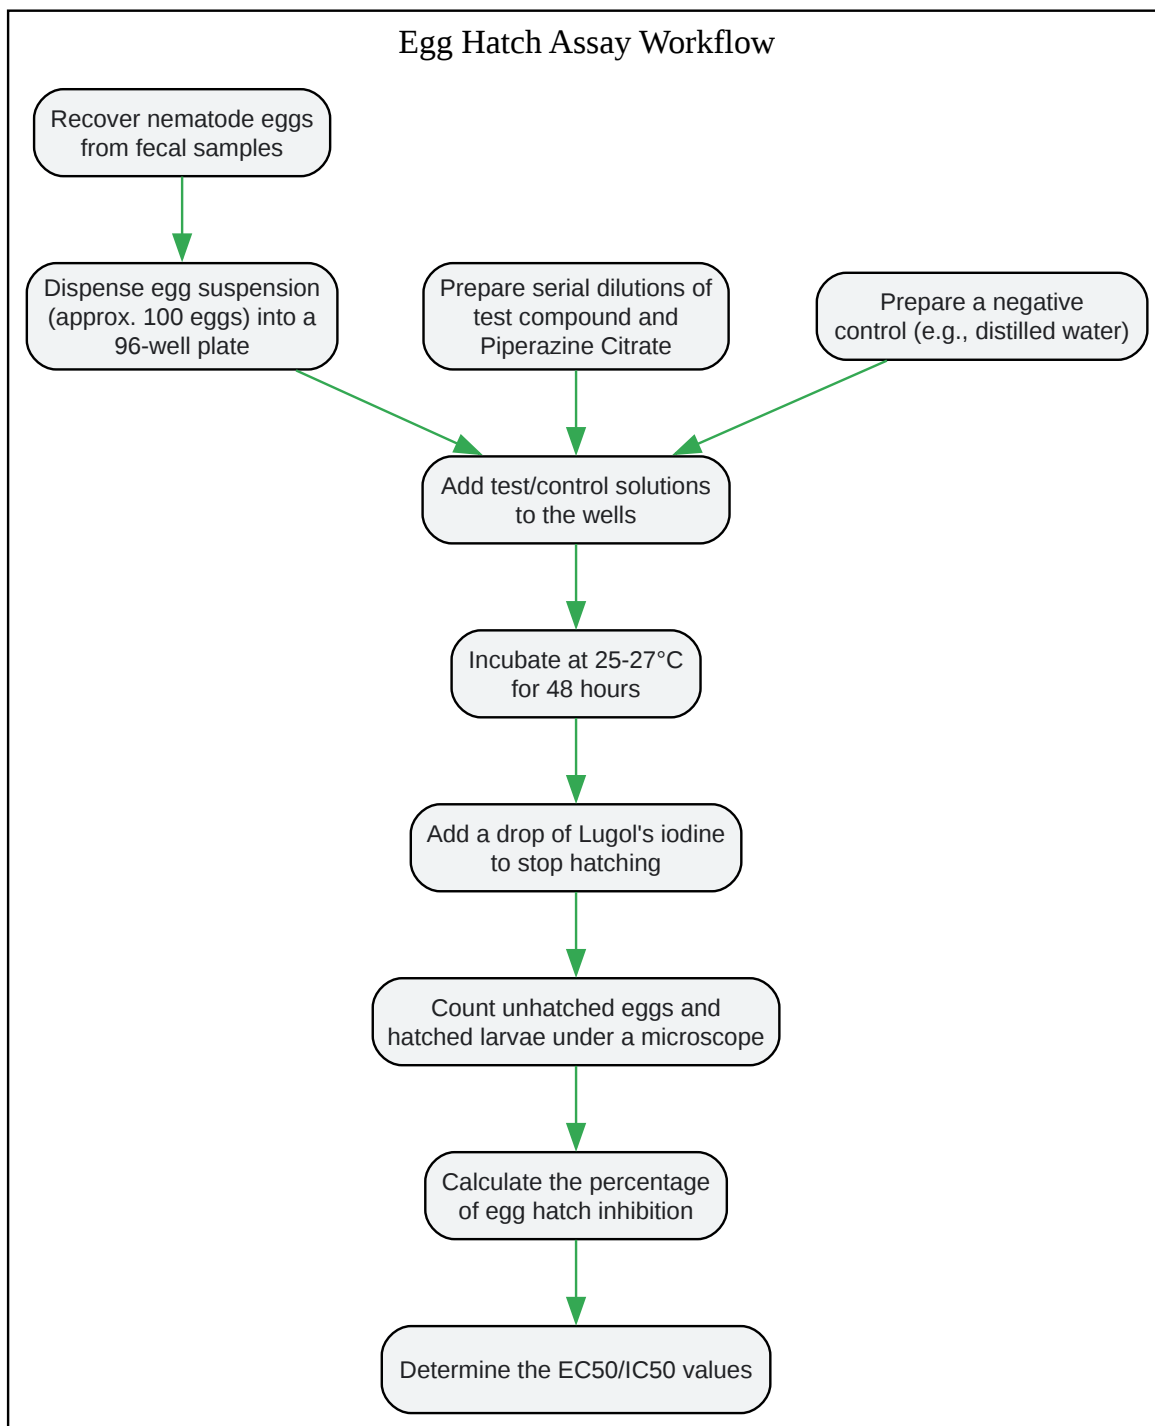 Egg Hatch Assay Workflow
Recover nematode eggs
from fecal samples
Dispense egg suspension
(approx. 100 eggs) into a
96-well plate
Prepare serial dilutions of
test compound and
Piperazine Citrate
Prepare a negative
control (e.g., distilled water)
Add test/control solutions
to the wells
Incubate at 25-27°C
for 48 hours
Add a drop of Lugol's iodine
to stop hatching
Count unhatched eggs and
hatched larvae under a microscope
Calculate the percentage
of egg hatch inhibition
Determine the EC50/IC50 values